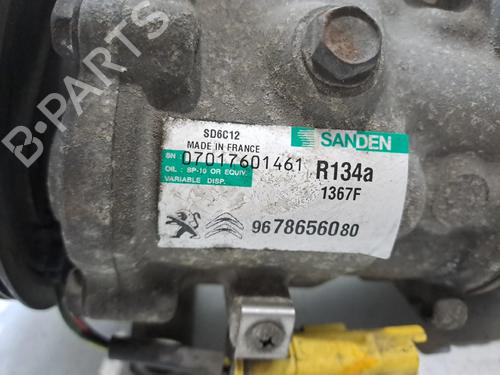 SD6C12
MADE IN FRANCE
SANDEN
SN : 07017601461
R134a
OIL : SP-10 OR EQUIV.
VARIABLE DISP.
1367F
9678656080
B-PARTS